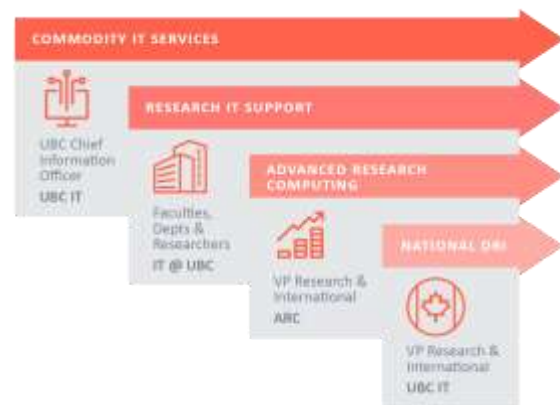 COMMODITY IT SERVICES
RESEARCH IT SUPPORT
UBC Chief
Information
Officer
UBC IT
ADVANCED RESEARCH
COMPUTING
Faculties,
Depts &
Researchers
IT @ UBC
NATIONAL DRI
VP Research &
International
ARC
VP Research &
International
UBC IT